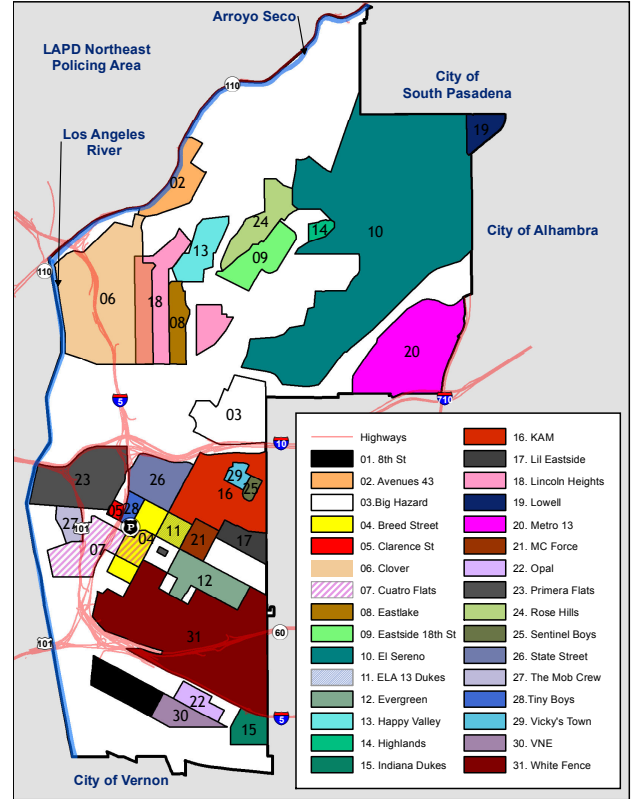 Arroyo Seco
LAPD Northeast
Policing Area
110
City of
South Pasadena
Los Angeles
River
19
02
24
13
14
10
09
City of Alhambra
110
06
18
08
20
5
710
03
10
23
26
29
16
25
05
28
27
101
P
04
11
21
17
07
12
31
60
101
22
30
15
5
City of Vernon
Highways
01. 8th St
02. Avenues 43
03.Big Hazard
04. Breed Street
05. Clarence St
06. Clover
07. Cuatro Flats
08. Eastlake
09. Eastside 18th St
10. El Sereno
11. ELA 13 Dukes
12. Evergreen
13. Happy Valley
14. Highlands
15. Indiana Dukes
16. KAM
17. Lil Eastside
18. Lincoln Heights
19. Lowell
20. Metro 13
21. MC Force
22. Opal
23. Primera Flats
24. Rose Hills
25. Sentinel Boys
26. State Street
27. The Mob Crew
28.Tiny Boys
29. Vicky's Town
30. VNE
31. White Fence